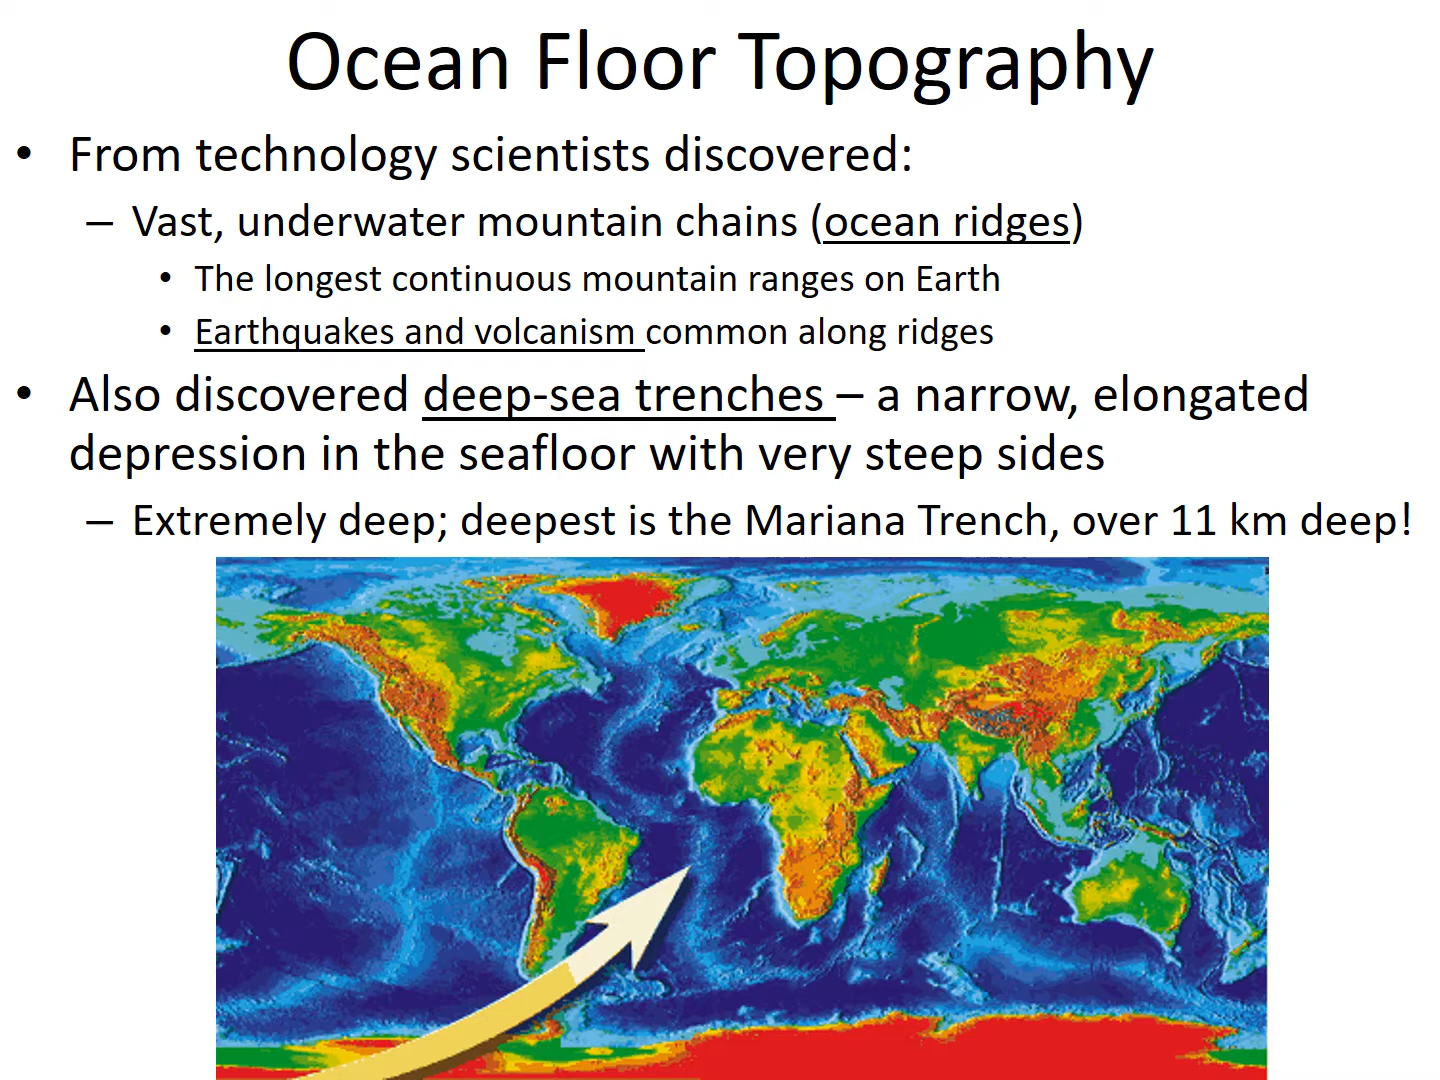 Ocean Floor Topography
• From technology scientists discovered:
– Vast, underwater mountain chains (ocean ridges)
• The longest continuous mountain ranges on Earth
• Earthquakes and volcanism common along ridges
• Also discovered deep-sea trenches – a narrow, elongated
depression in the seafloor with very steep sides
– Extremely deep; deepest is the Mariana Trench, over 11 km deep!